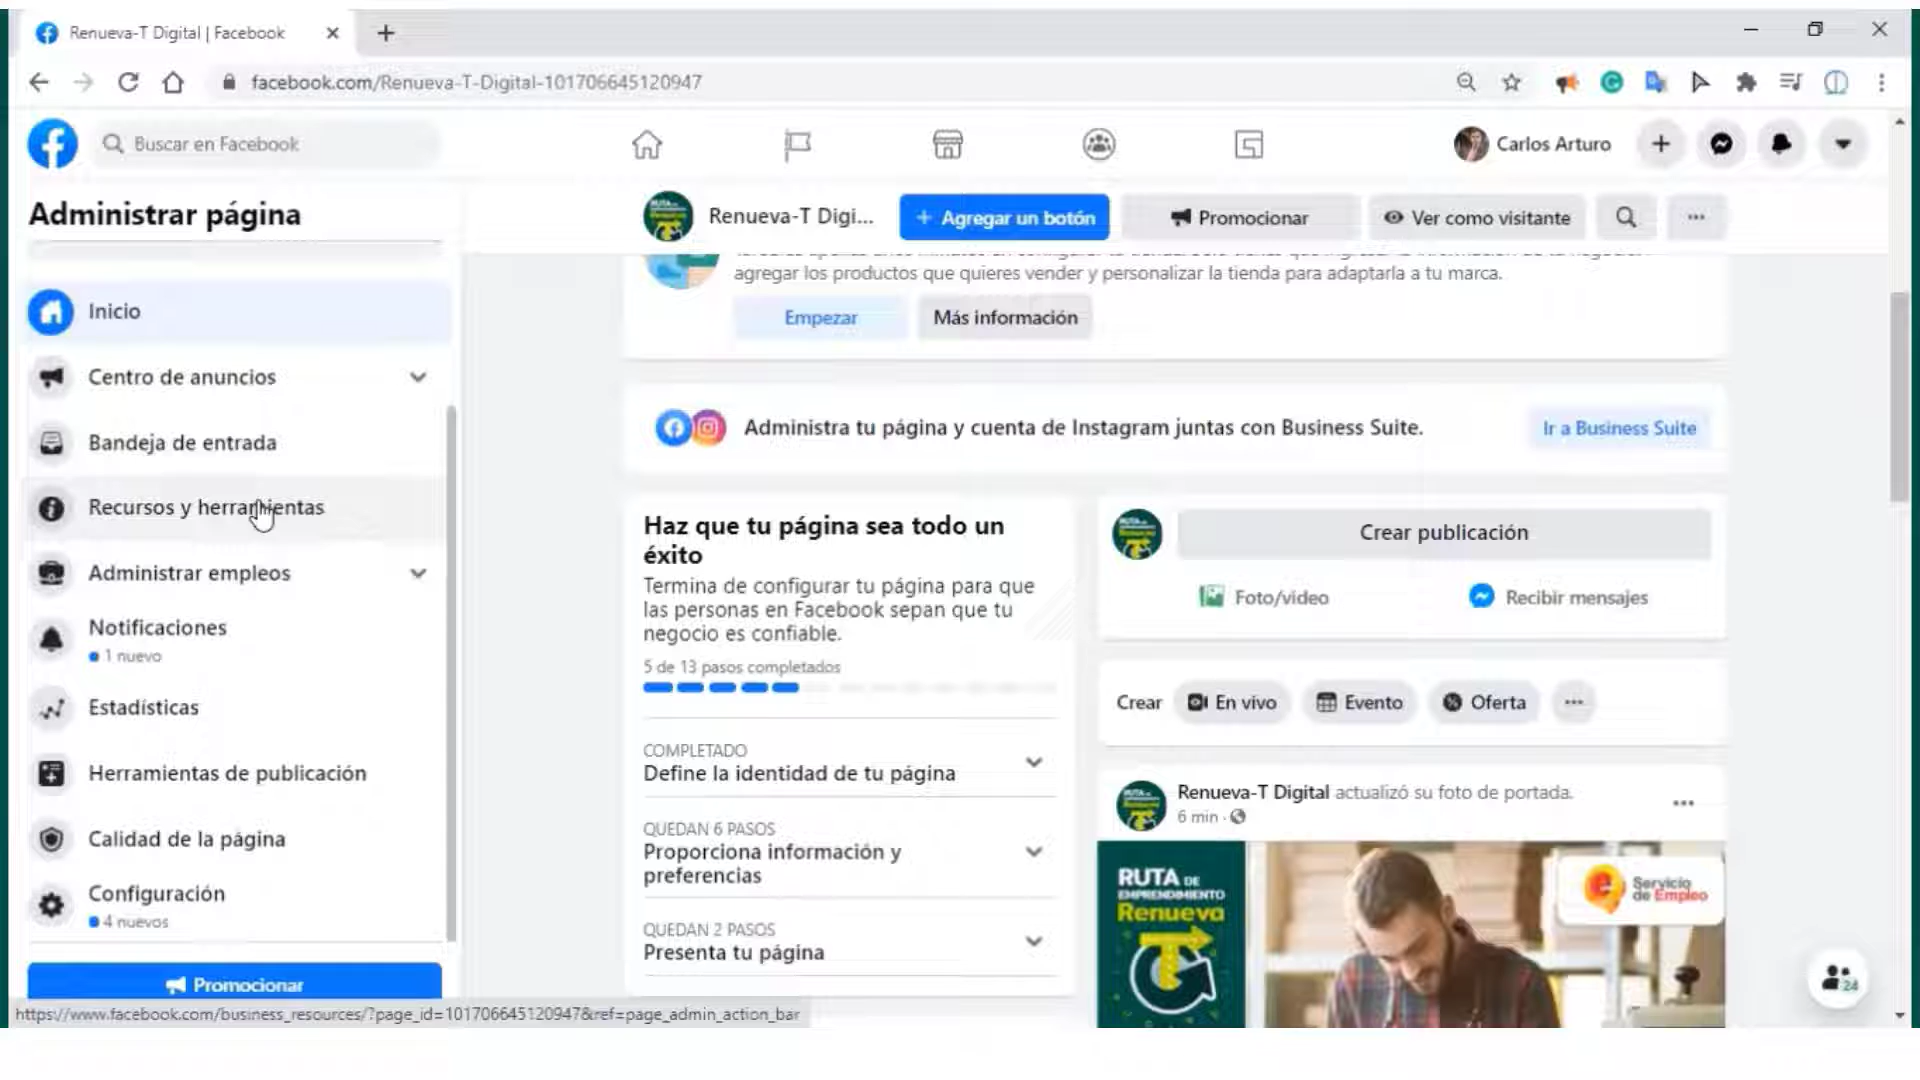 Renueva-T Digital | Facebook
facebook.com/Renueva-T-Digital-101706645120947
Buscar en Facebook
Carlos Arturo
Administrar página
Renueva-T Digi...
+ Agregar un botón
Promocionar
Ver como visitante
agregar los productos que quieres vender y personalizar la tienda para adaptarla a tu marca.
Empezar
Más información
Inicio
Centro de anuncios
Bandeja de entrada
Recursos y herramientas
Administrar empleos
Notificaciones
1 nuevo
Estadísticas
Herramientas de publicación
Calidad de la página
Configuración
4 nuevos
Promocionar
Administra tu página y cuenta de Instagram juntas con Business Suite.
Ir a Business Suite
Haz que tu página sea todo un
éxito
Termina de configurar tu página para que
las personas en Facebook sepan que tu
negocio es confiable.
5 de 13 pasos completados
COMPLETADO
Define la identidad de tu página
QUEDAN 6 PASOS
Proporciona información y
preferencias
QUEDAN 2 PASOS
Presenta tu página
Crear publicación
Foto/video
Recibir mensajes
Crear
En vivo
Evento
Oferta
Renueva-T Digital actualizó su foto de portada.
6 min ·
RUTA DE
EMPRENDIMIENTO
Renueva
T
Servicio
de Empleo
24
https://www.facebook.com/business_resources/?page_id=101706645120947&ref=page_admin_action_bar